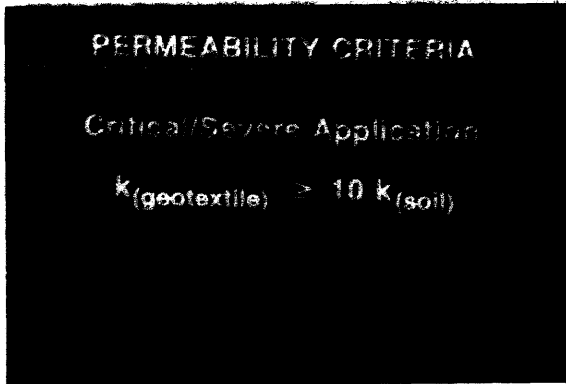 PERMEABILITY CRITERIA
Critical/Severe Application
k(geotextile) ≥ 10 k(soil)